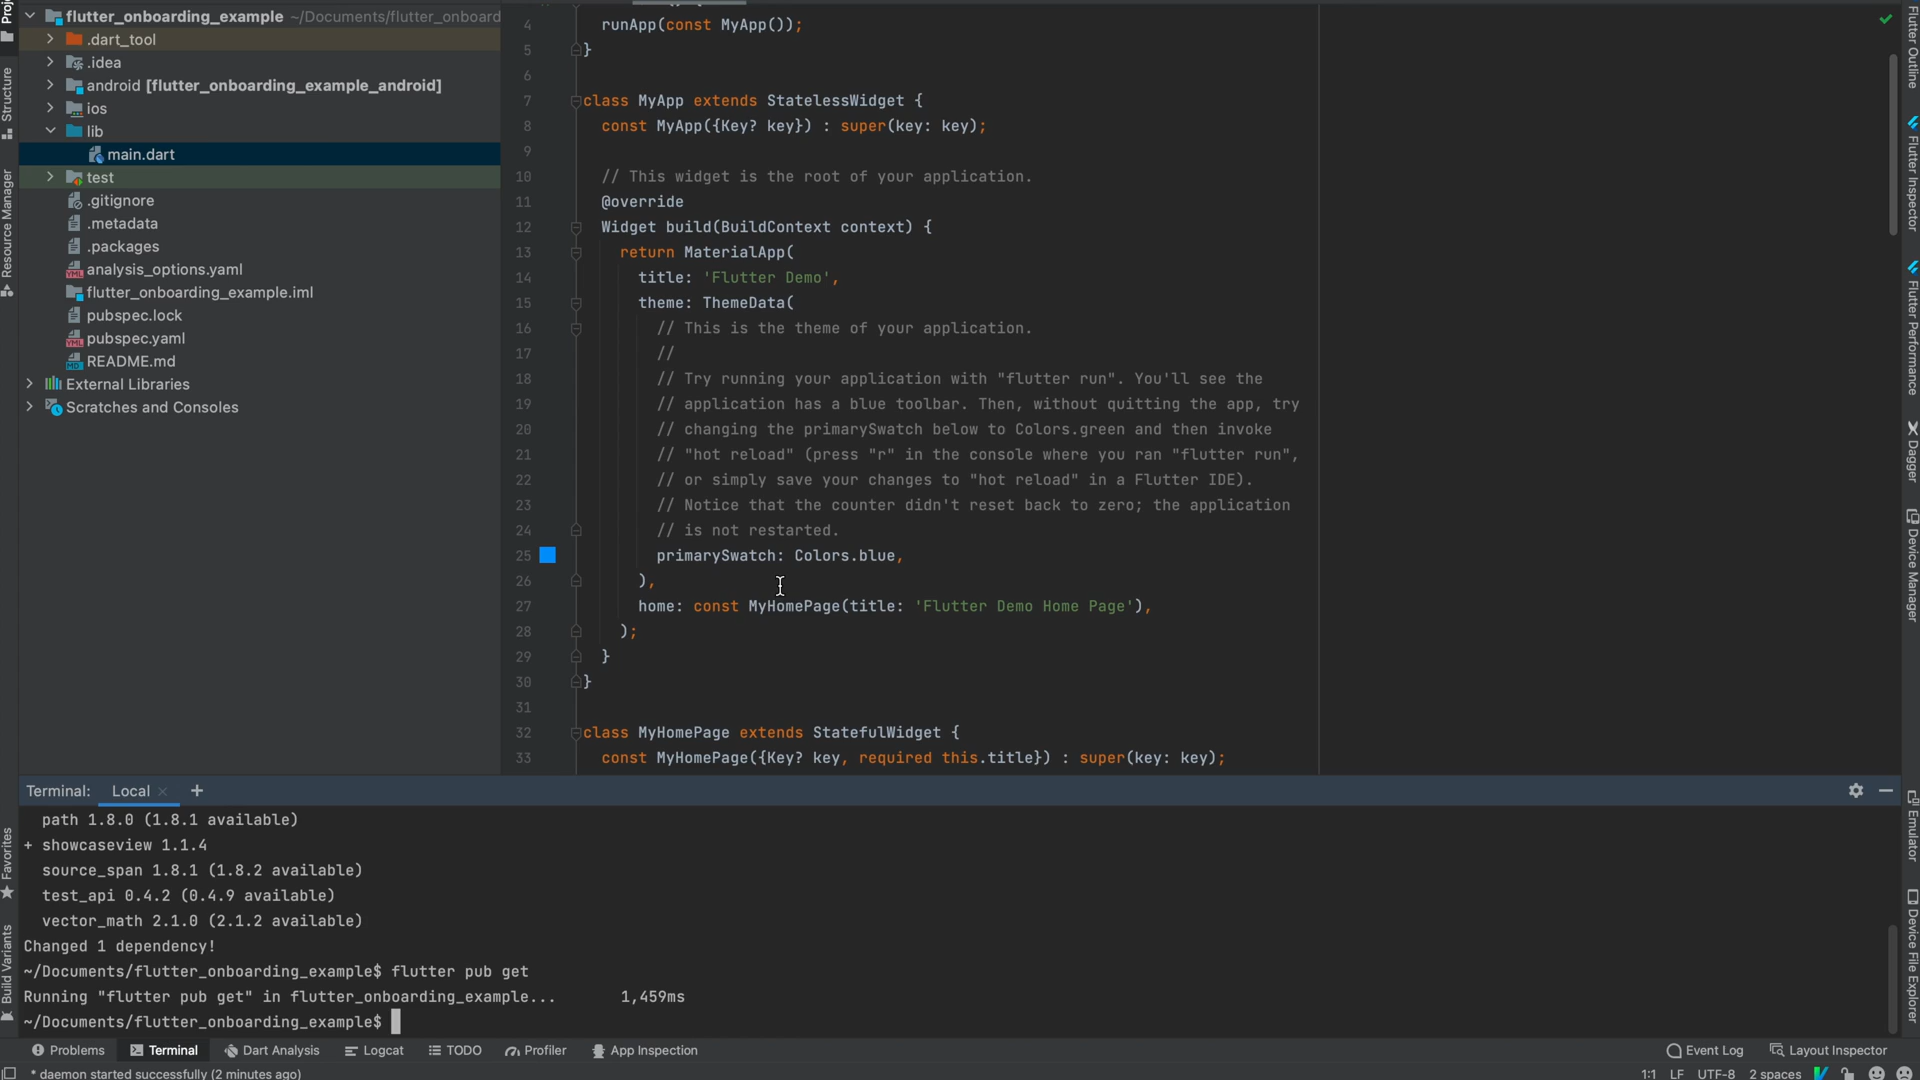 flutter_onboarding_example ~/Documents/flutter_onboard
.dart_tool
.idea
android [flutter_onboarding_example_android]
ios
lib
main.dart
test
.gitignore
.metadata
.packages
analysis_options.yaml
flutter_onboarding_example.iml
pubspec.lock
pubspec.yaml
README.md
External Libraries
Scratches and Consoles
Structure
Resource Manager
Favorites
Build Variants
4 runApp(const MyApp());
5 }
6
7 class MyApp extends StatelessWidget {
8 const MyApp({Key? key}) : super(key: key);
9
10 // This widget is the root of your application.
11 @override
12 Widget build(BuildContext context) {
13 return MaterialApp(
14 title: 'Flutter Demo',
15 theme: ThemeData(
16 // This is the theme of your application.
17 //
18 // Try running your application with "flutter run". You'll see the
19 // application has a blue toolbar. Then, without quitting the app, try
20 // changing the primarySwatch below to Colors.green and then invoke
21 // "hot reload" (press "r" in the console where you ran "flutter run",
22 // or simply save your changes to "hot reload" in a Flutter IDE).
23 // Notice that the counter didn't reset back to zero; the application
24 // is not restarted.
25 primarySwatch: Colors.blue,
26 ),
27 home: const MyHomePage(title: 'Flutter Demo Home Page'),
28 );
29 }
30 }
31
32 class MyHomePage extends StatefulWidget {
33 const MyHomePage({Key? key, required this.title}) : super(key: key);
Flutter Outline
Flutter Inspector
Flutter Performance
Dagger
Device Manager
Emulator
Device File Explorer
Terminal: Local +
path 1.8.0 (1.8.1 available)
+ showcaseview 1.1.4
source_span 1.8.1 (1.8.2 available)
test_api 0.4.2 (0.4.9 available)
vector_math 2.1.0 (2.1.2 available)
Changed 1 dependency!
~/Documents/flutter_onboarding_example$ flutter pub get
Running "flutter pub get" in flutter_onboarding_example... 1,459ms
~/Documents/flutter_onboarding_example$
Problems Terminal Dart Analysis Logcat TODO Profiler App Inspection Event Log Layout Inspector
* daemon started successfully (2 minutes ago) 1:1 LF UTF-8 2 spaces